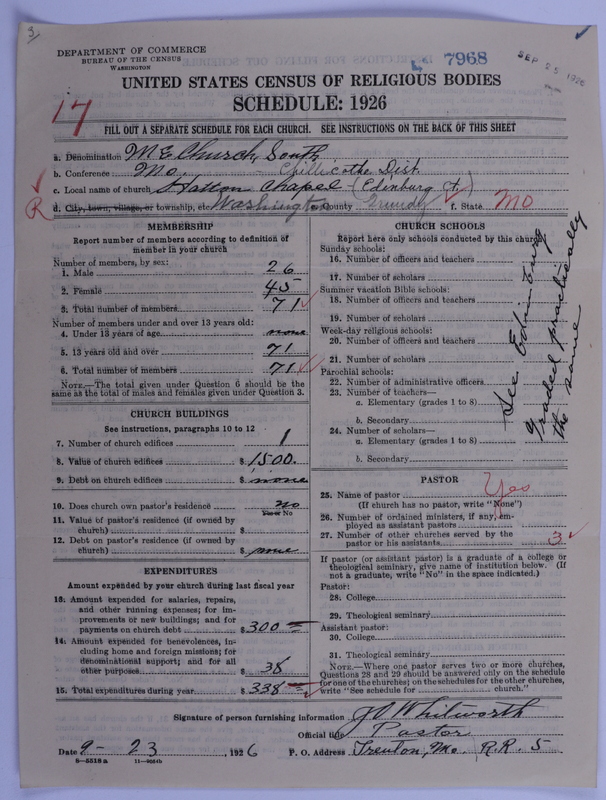 DEPARTMENT OF COMMERCE
BUREAU OF THE CENSUS
WASHINGTON
7968
SEP 25 1926
UNITED STATES CENSUS OF RELIGIOUS BODIES
SCHEDULE: 1926
17
FILL OUT A SEPARATE SCHEDULE FOR EACH CHURCH. SEE INSTRUCTIONS ON THE BACK OF THIS SHEET
a. Denomination M E Church, South
b. Conference Mo. - Chillicothe Dist.
c. Local name of church Hatton Chapel (Edinburg Ct.)
R
d. City, town, village, or township, etc. Washington e. County Grundy f. State MO
MEMBERSHIP
Report number of members according to definition of
member in your church
Number of members, by sex:
1. Male 26
2. Female 45
3. Total number of members 71
Number of members under and over 13 years old:
4. Under 13 years of age none
5. 13 years old and over 71
6. Total number of members 71
NOTE.—The total given under Question 6 should be the
same as the total of males and females given under Question 3.
CHURCH BUILDINGS
See instructions, paragraphs 10 to 12
7. Number of church edifices 1
8. Value of church edifices $1500.
9. Debt on church edifices $ none
10. Does church own pastor's residence no
Yes or No
11. Value of pastor's residence (if owned by
church) $
12. Debt on pastor's residence (if owned by
church) $ none
EXPENDITURES
Amount expended by your church during last fiscal year
13. Amount expended for salaries, repairs,
and other running expenses; for im-
provements or new buildings; and for
payments on church debt $300
14. Amount expended for benevolences, in-
cluding home and foreign missions; for
denominational support; and for all
other purposes $ 38
15. Total expenditures during year $ 338
CHURCH SCHOOLS
Report here only schools conducted by this church
Sunday schools:
16. Number of officers and teachers
17. Number of scholars
Summer vacation Bible schools:
18. Number of officers and teachers
19. Number of scholars
Week-day religious schools:
20. Number of officers and teachers
21. Number of scholars
Parochial schools:
22. Number of administrative officers
23. Number of teachers—
a. Elementary (grades 1 to 8)
b. Secondary
24. Number of scholars—
a. Elementary (grades 1 to 8)
b. Secondary
See Edinburg
Graded practically
the same
PASTOR
25. Name of pastor Yes
(If church has no pastor, write "None")
26. Number of ordained ministers, if any, em-
ployed as assistant pastors
27. Number of other churches served by the
pastor or his assistants 3
If pastor (or assistant pastor) is a graduate of a college or
theological seminary, give name of institution below. (If
not a graduate, write "No" in the space indicated.)
Pastor:
28. College
29. Theological seminary
Assistant pastor:
30. College
31. Theological seminary
NOTE.—Where one pastor serves two or more churches,
Questions 28 and 29 should be answered only on the schedule
for one of the churches; on the schedules for the other churches,
write "See schedule for church."
Signature of person furnishing information Whitworth
Official title Pastor
Date 9-23, 1926 P. O. Address Trenton, Mo. R.R. 5
8—5318 a 11—9064b